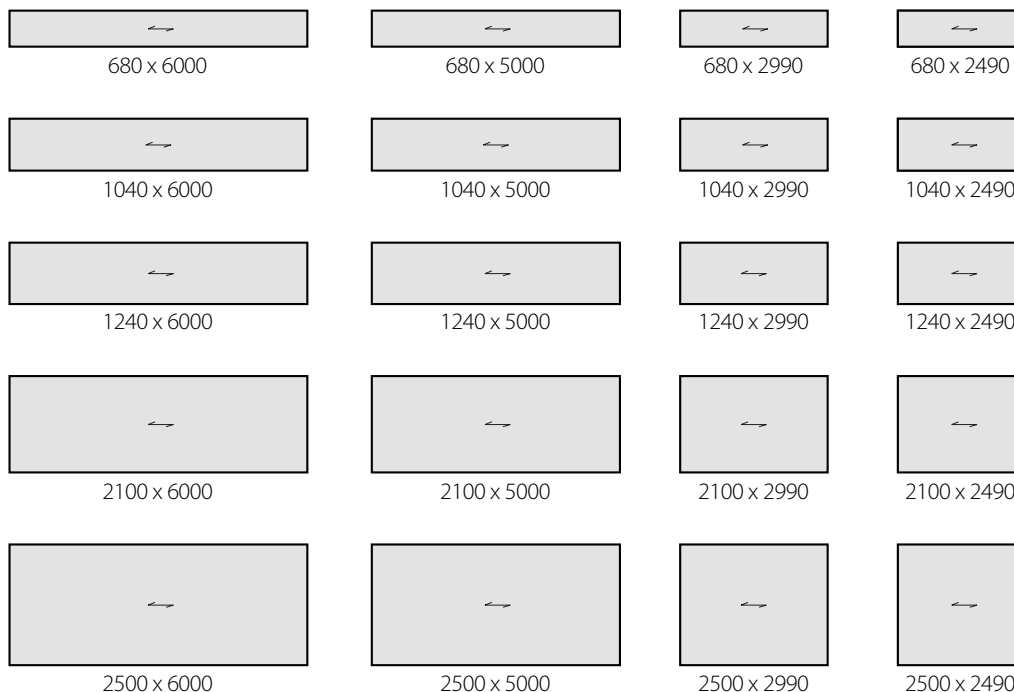 680 x 6000 680 x 5000 680 x 2990 680 x 2490
1040 x 6000 1040 x 5000 1040 x 2990 1040 x 2490
1240 x 6000 1240 x 5000 1240 x 2990 1240 x 2490
2100 x 6000 2100 x 5000 2100 x 2990 2100 x 2490
2500 x 6000 2500 x 5000 2500 x 2990 2500 x 2490